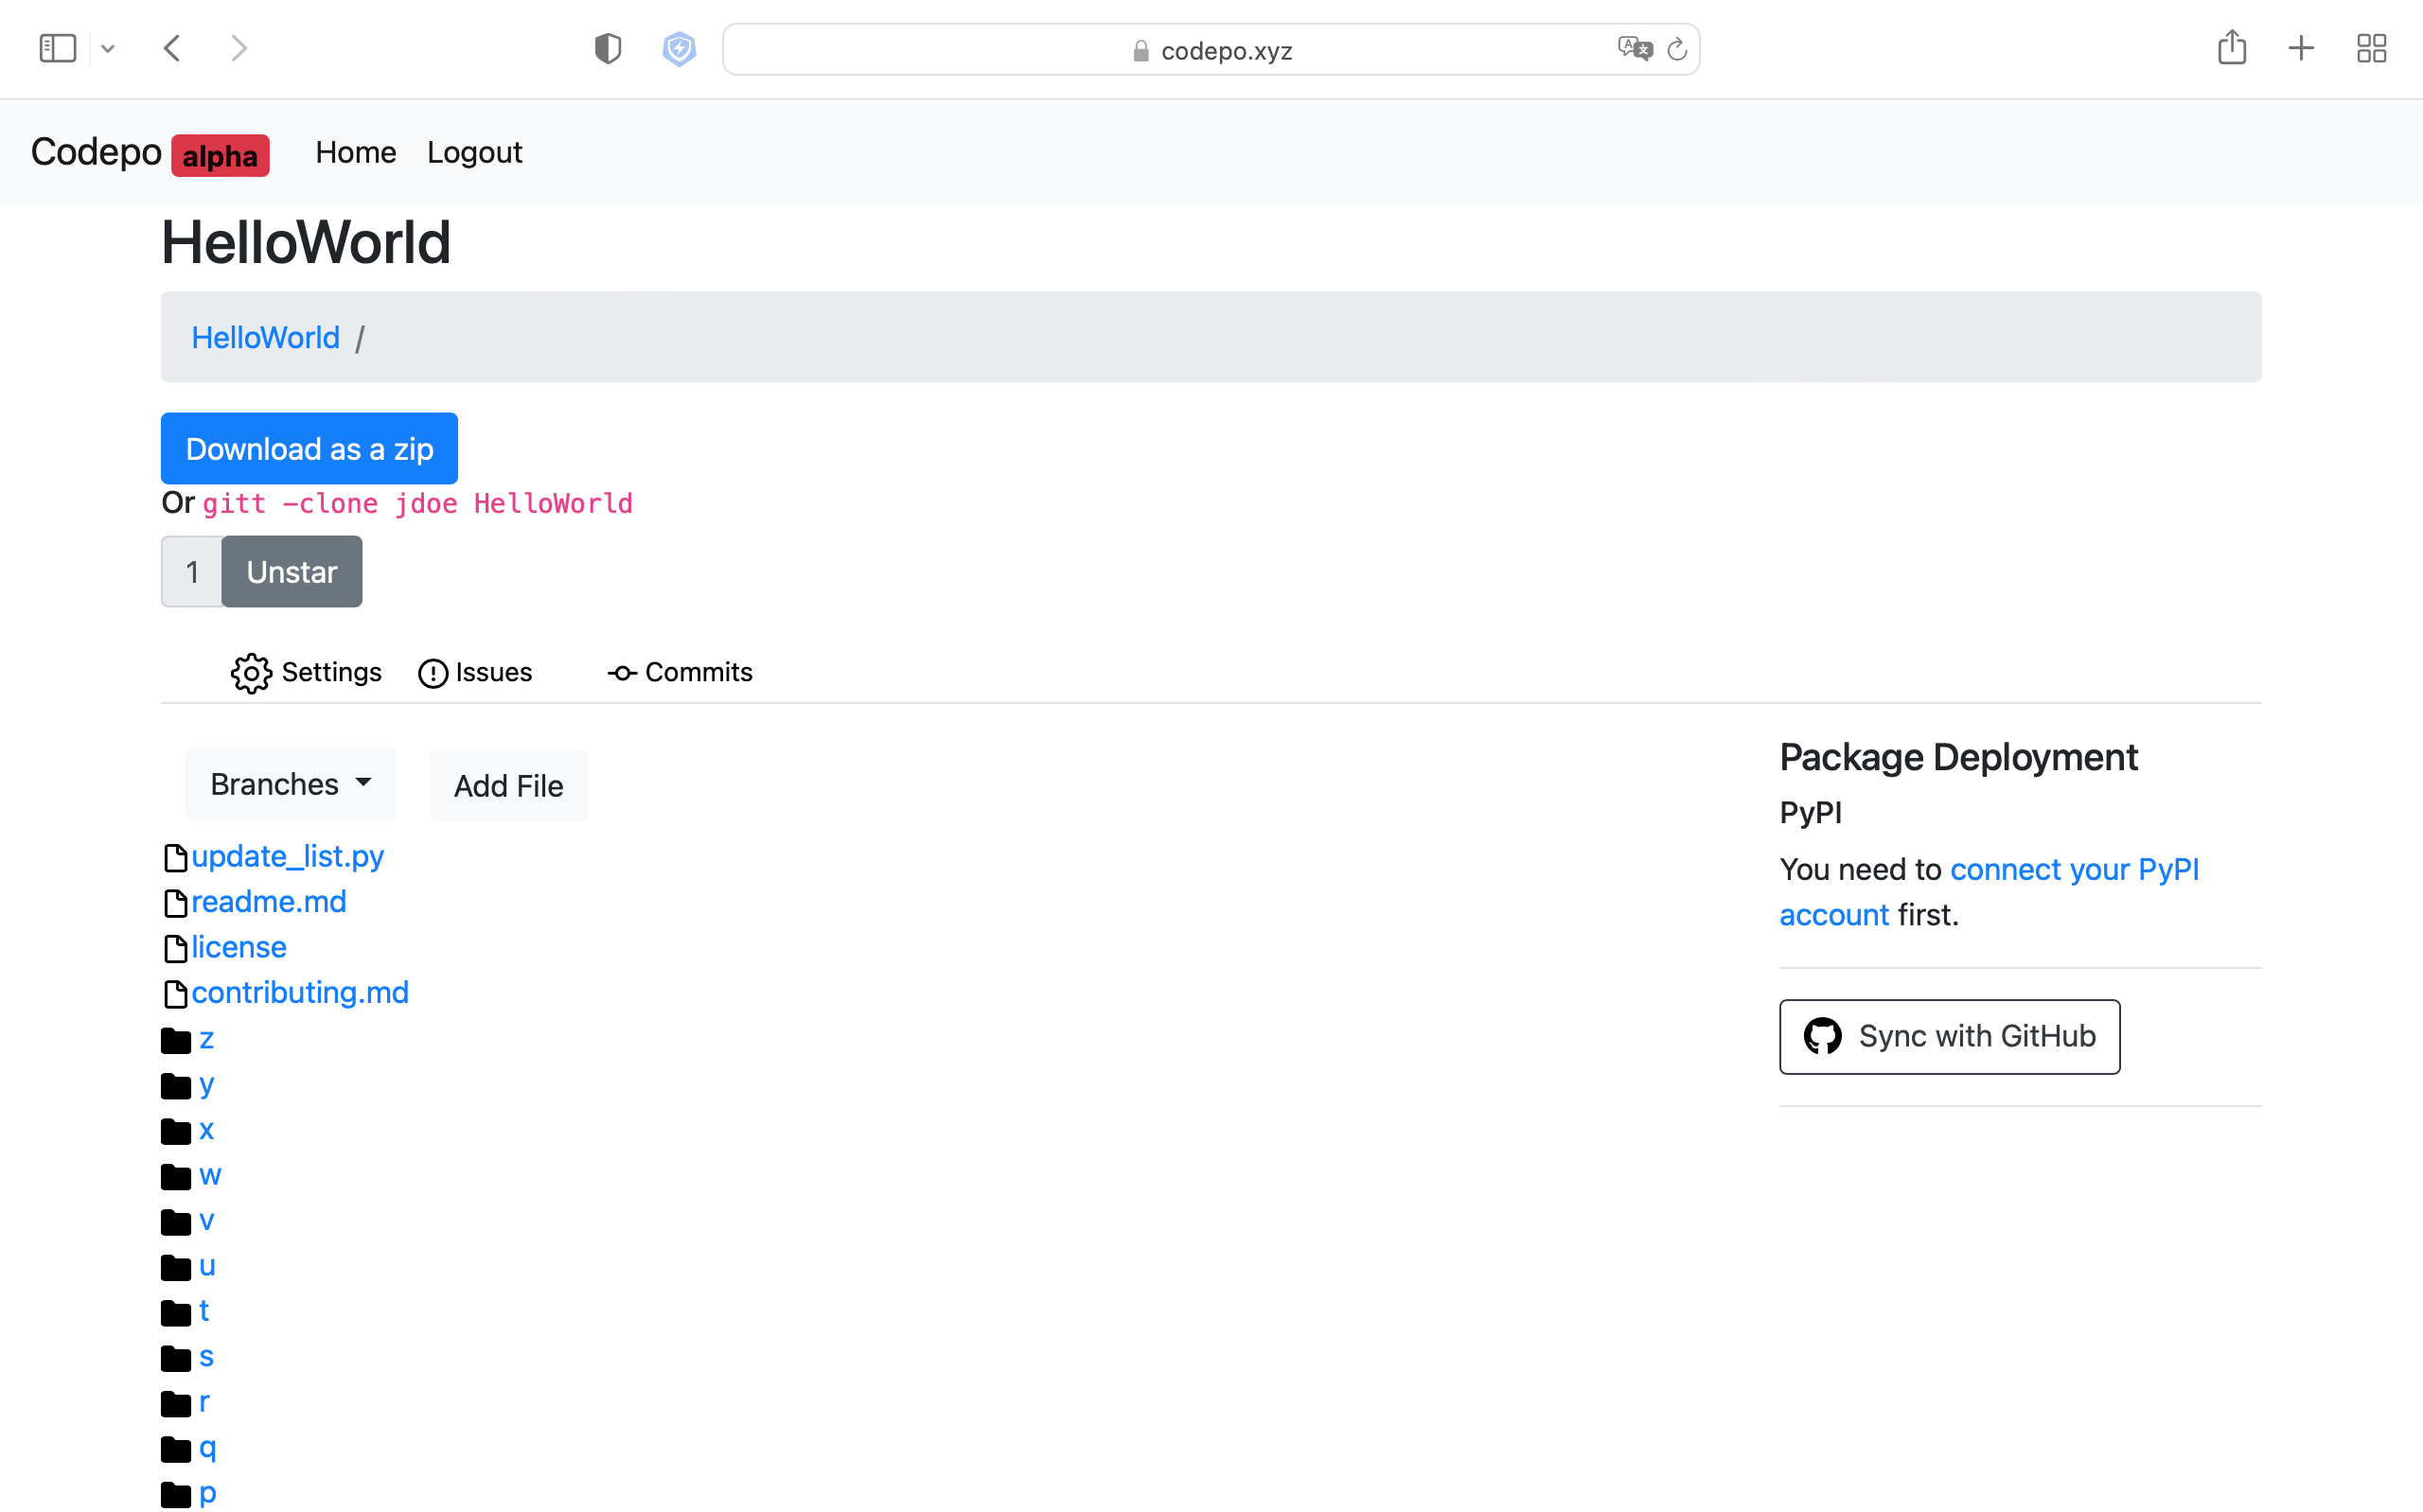 codepo.xyz
Codepo alpha Home Logout
HelloWorld
HelloWorld /
Download as a zip
Or gitt -clone jdoe HelloWorld
1 Unstar
Settings Issues Commits
Branches Add File
update_list.py
readme.md
license
contributing.md
z
y
x
w
v
u
t
s
r
q
p
Package Deployment
PyPI
You need to connect your PyPI
account first.
Sync with GitHub